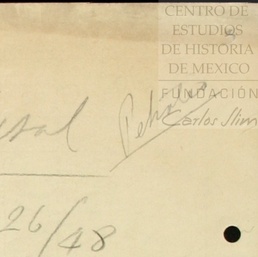 CENTRO DE
ESTUDIOS
DE HISTORIA
DE MEXICO
FUNDACIÓN
Carlos Slim
26/48